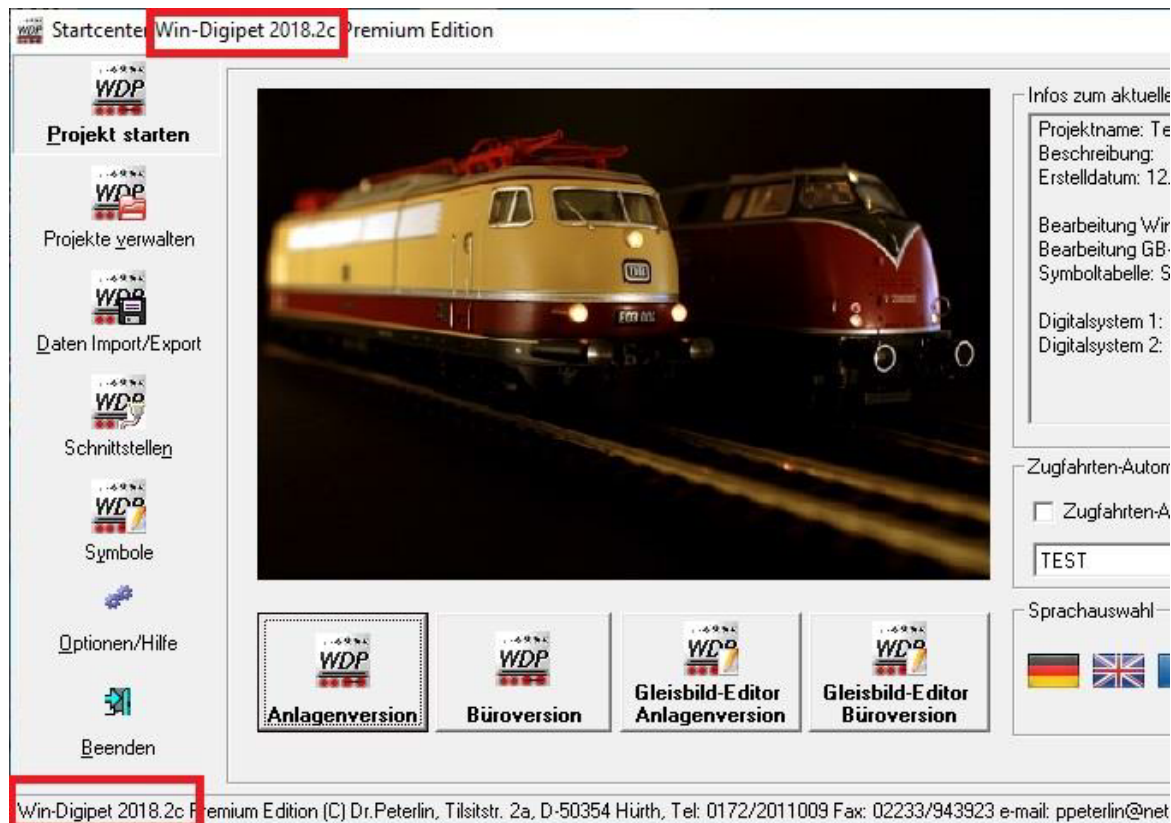 Startcenter Win-Digipet 2018.2c Premium Edition
WDP
Projekt starten
WDP
Projekte verwalten
WDP
Daten Import/Export
WDP
Schnittstellen
WDP
Symbole
Optionen/Hilfe
Beenden
E03 001
Infos zum aktuelle
Projektname: Te
Beschreibung:
Erstelldatum: 12.
Bearbeitung Win
Bearbeitung GB-
Symboltabelle: S
Digitalsystem 1:
Digitalsystem 2:
Zugfahrten-Autom
Zugfahrten-A
TEST
Sprachauswahl
WDP
Anlagenversion
WDP
Büroversion
WDP
Gleisbild-Editor
Anlagenversion
WDP
Gleisbild-Editor
Büroversion
Win-Digipet 2018.2c Premium Edition (C) Dr.Peterlin, Tilsitstr. 2a, D-50354 Hürth, Tel: 0172/2011009 Fax: 02233/943923 e-mail: ppeterlin@net